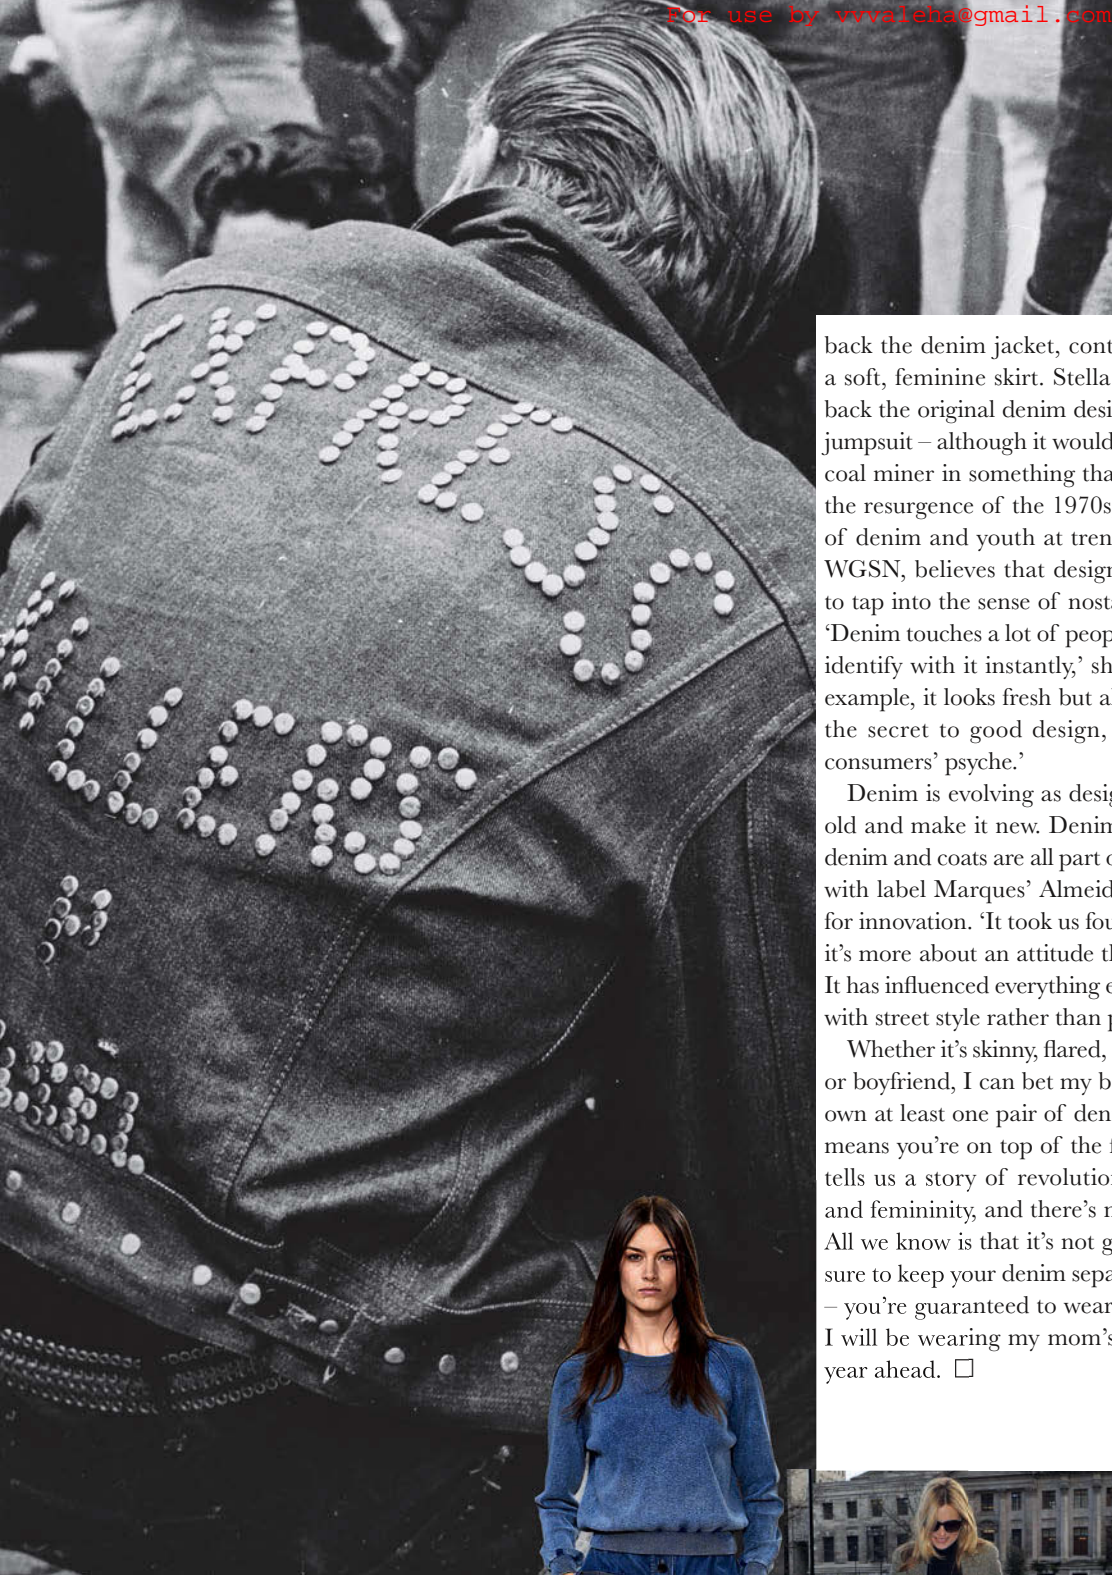 For use by vvvaleha@gmail.com
KILLERS
back the denim jacket, cont
a soft, feminine skirt. Stella
back the original denim desi
jumpsuit – although it would
coal miner in something tha
the resurgence of the 1970s
of denim and youth at tren
WGSN, believes that design
to tap into the sense of nosta
‘Denim touches a lot of peop
identify with it instantly,’ sh
example, it looks fresh but a
the secret to good design,
consumers’ psyche.’
Denim is evolving as desig
old and make it new. Denim
denim and coats are all part o
with label Marques’ Almeid
for innovation. ‘It took us fou
it’s more about an attitude th
It has influenced everything e
with street style rather than p
Whether it’s skinny, flared,
or boyfriend, I can bet my b
own at least one pair of den
means you’re on top of the f
tells us a story of revolution
and femininity, and there’s n
All we know is that it’s not g
sure to keep your denim sepa
– you’re guaranteed to wear
I will be wearing my mom’s
year ahead.